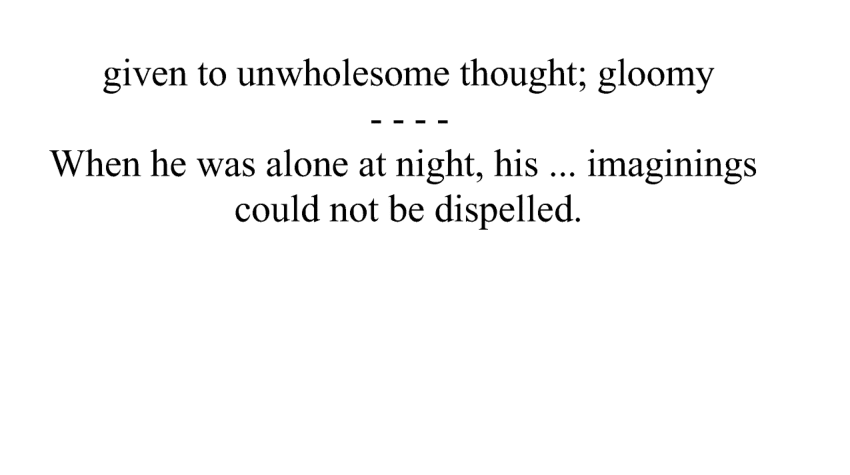 given to unwholesome thought; gloomy
- - - -
When he was alone at night, his ... imaginings
could not be dispelled.